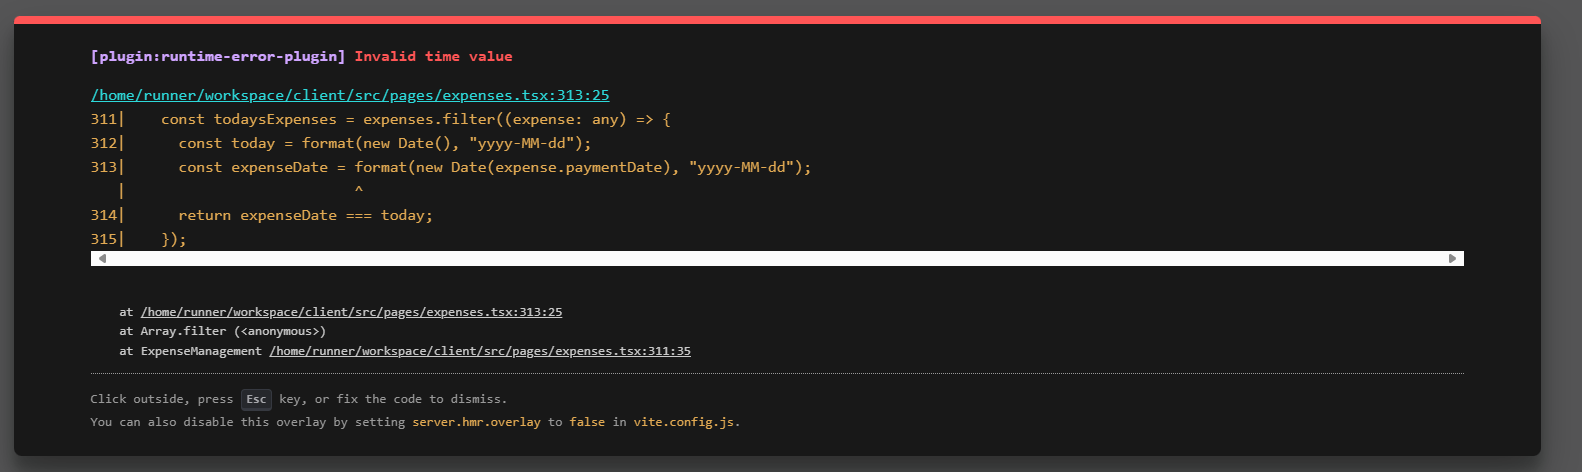 [plugin:runtime-error-plugin] Invalid time value
/home/runner/workspace/client/src/pages/expenses.tsx:313:25
311|    const todaysExpenses = expenses.filter((expense: any) => {
312|      const today = format(new Date(), "yyyy-MM-dd");
313|      const expenseDate = format(new Date(expense.paymentDate), "yyyy-MM-dd");
   |                          ^
314|      return expenseDate === today;
315|    });
at /home/runner/workspace/client/src/pages/expenses.tsx:313:25
at Array.filter (<anonymous>)
at ExpenseManagement /home/runner/workspace/client/src/pages/expenses.tsx:311:35
Click outside, press Esc key, or fix the code to dismiss.
You can also disable this overlay by setting server.hmr.overlay to false in vite.config.js.